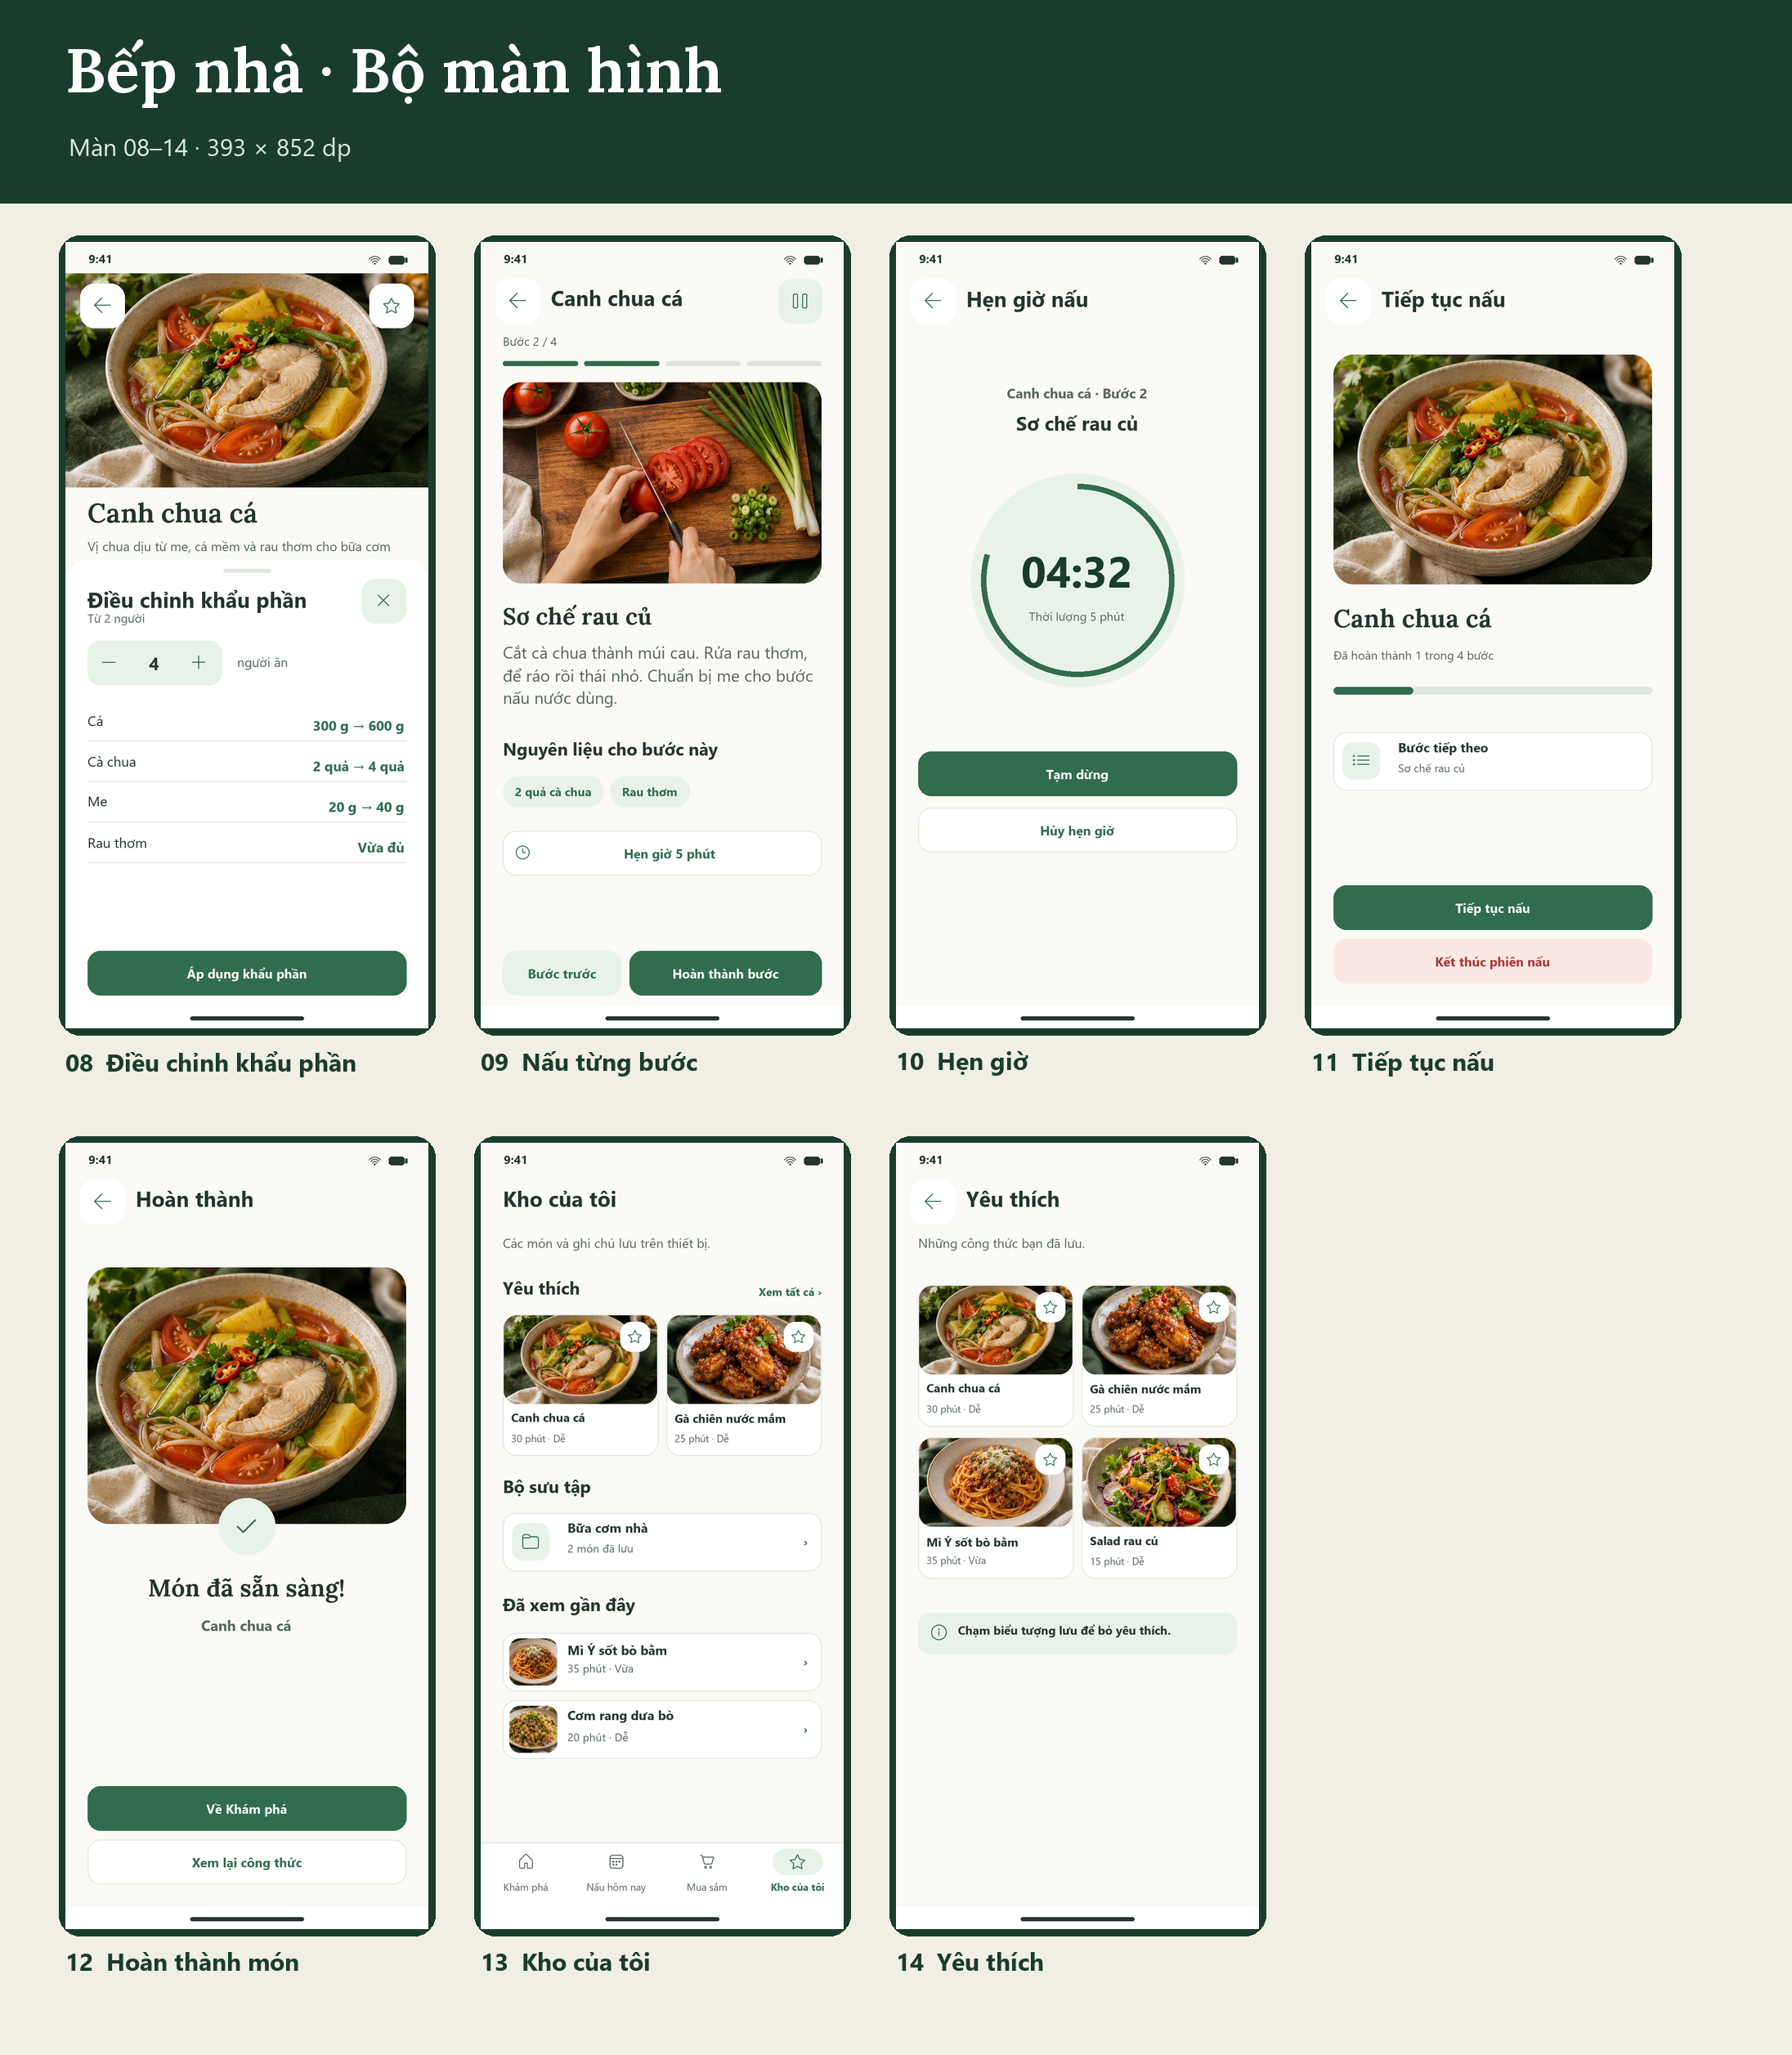 Bếp nhà · Bộ màn hình
Màn 08–14 · 393 × 852 dp
9:41
Canh chua cá
Vị chua dịu từ me, cá mềm và rau thơm cho bữa cơm
Điều chỉnh khẩu phần
Từ 2 người
4
người ăn
Cá
300 g → 600 g
Cà chua
2 quả → 4 quả
Me
20 g → 40 g
Rau thơm
Vừa đủ
Áp dụng khẩu phần
08 Điều chỉnh khẩu phần
9:41
Canh chua cá
Bước 2 / 4
Sơ chế rau củ
Cắt cà chua thành múi cau. Rửa rau thơm,
để ráo rồi thái nhỏ. Chuẩn bị me cho bước
nấu nước dùng.
Nguyên liệu cho bước này
2 quả cà chua
Rau thơm
Hẹn giờ 5 phút
Bước trước
Hoàn thành bước
09 Nấu từng bước
9:41
Hẹn giờ nấu
Canh chua cá · Bước 2
Sơ chế rau củ
04:32
Thời lượng 5 phút
Tạm dừng
Hủy hẹn giờ
10 Hẹn giờ
9:41
Tiếp tục nấu
Canh chua cá
Đã hoàn thành 1 trong 4 bước
Bước tiếp theo
Sơ chế rau củ
Tiếp tục nấu
Kết thúc phiên nấu
11 Tiếp tục nấu
9:41
Hoàn thành
Món đã sẵn sàng!
Canh chua cá
Về Khám phá
Xem lại công thức
12 Hoàn thành món
9:41
Kho của tôi
Các món và ghi chú lưu trên thiết bị.
Yêu thích
Xem tất cả ›
Canh chua cá
30 phút · Dễ
Gà chiên nước mắm
25 phút · Dễ
Bộ sưu tập
Bữa cơm nhà
2 món đã lưu
Đã xem gần đây
Mì Ý sốt bò bằm
35 phút · Vừa
Cơm rang dưa bò
20 phút · Dễ
Khám phá
Nấu hôm nay
Mua sắm
Kho của tôi
13 Kho của tôi
9:41
Yêu thích
Những công thức bạn đã lưu.
Canh chua cá
30 phút · Dễ
Gà chiên nước mắm
25 phút · Dễ
Mì Ý sốt bò bằm
35 phút · Vừa
Salad rau củ
15 phút · Dễ
Chạm biểu tượng lưu để bỏ yêu thích.
14 Yêu thích